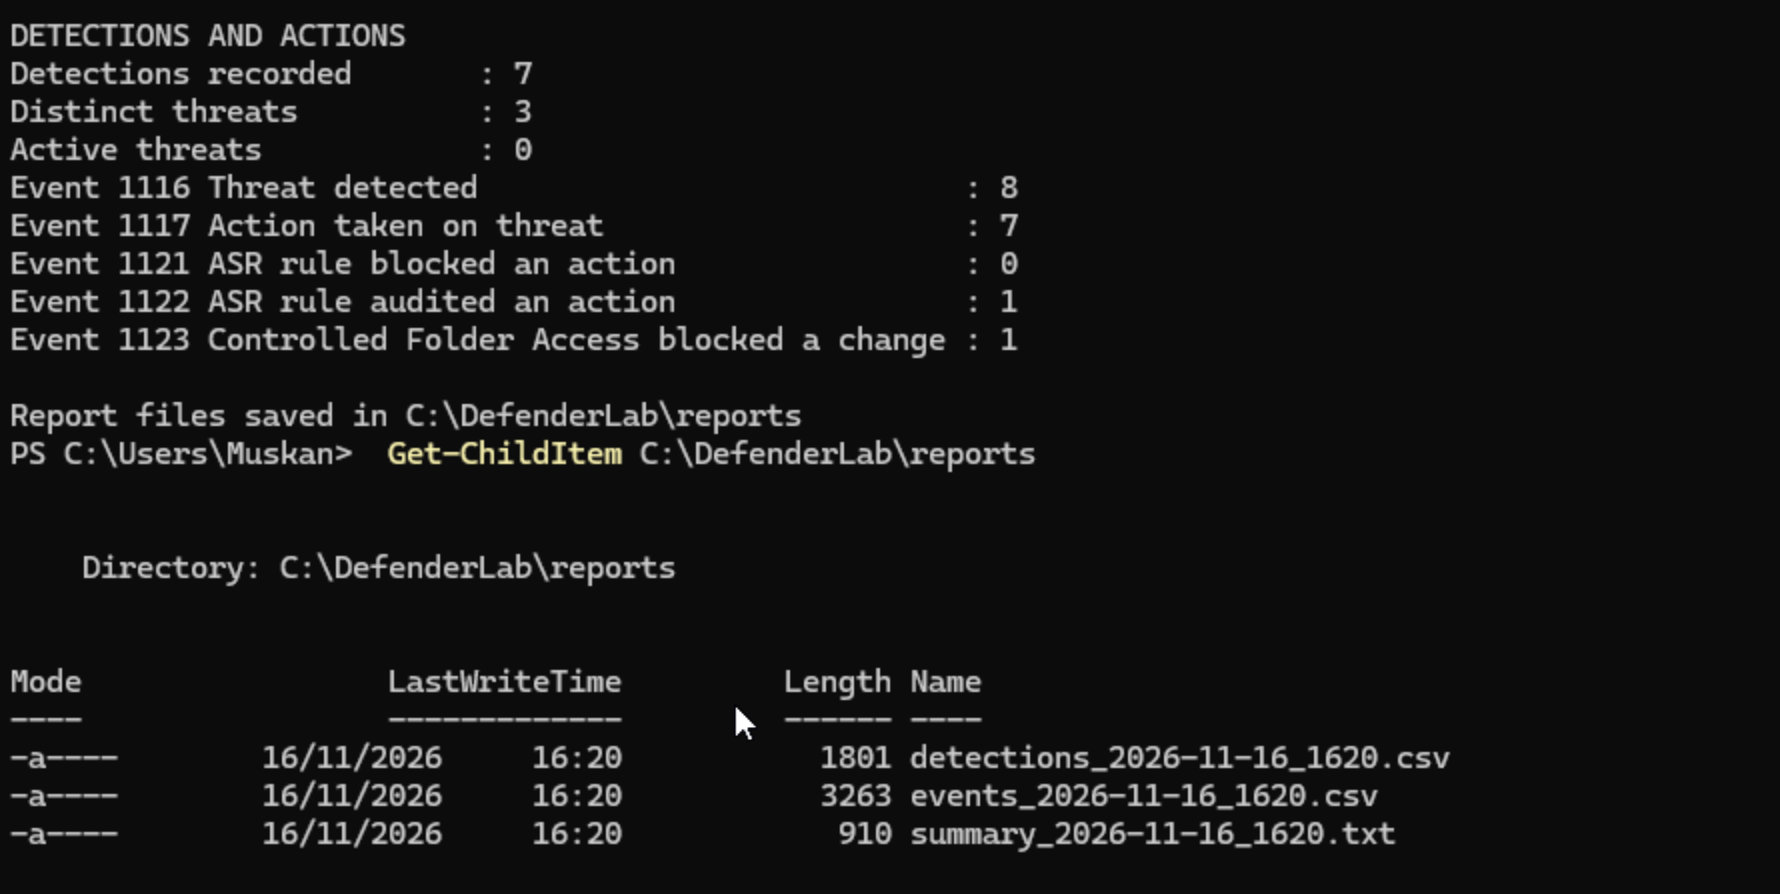 DETECTIONS AND ACTIONS
Detections recorded : 7
Distinct threats : 3
Active threats : 0
Event 1116 Threat detected : 8
Event 1117 Action taken on threat : 7
Event 1121 ASR rule blocked an action : 0
Event 1122 ASR rule audited an action : 1
Event 1123 Controlled Folder Access blocked a change : 1
Report files saved in C:\DefenderLab\reports
PS C:\Users\Muskan>  Get-ChildItem C:\DefenderLab\reports
Directory: C:\DefenderLab\reports
Mode LastWriteTime Length Name
---- ------------- ------ ----
-a---- 16/11/2026 16:20 1801 detections_2026-11-16_1620.csv
-a---- 16/11/2026 16:20 3263 events_2026-11-16_1620.csv
-a---- 16/11/2026 16:20 910 summary_2026-11-16_1620.txt